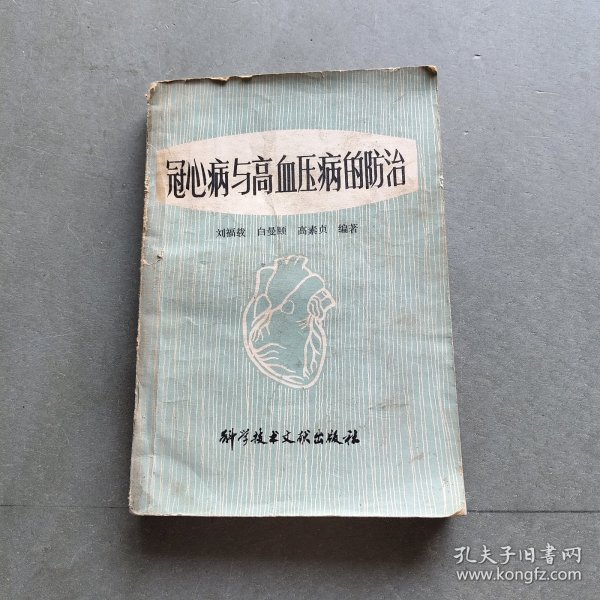 冠心病与高血压病的防治
刘福载 白曼颐 高素贞 编著
科学技术文献出版社
孔夫子旧书网
www.kongfz.com